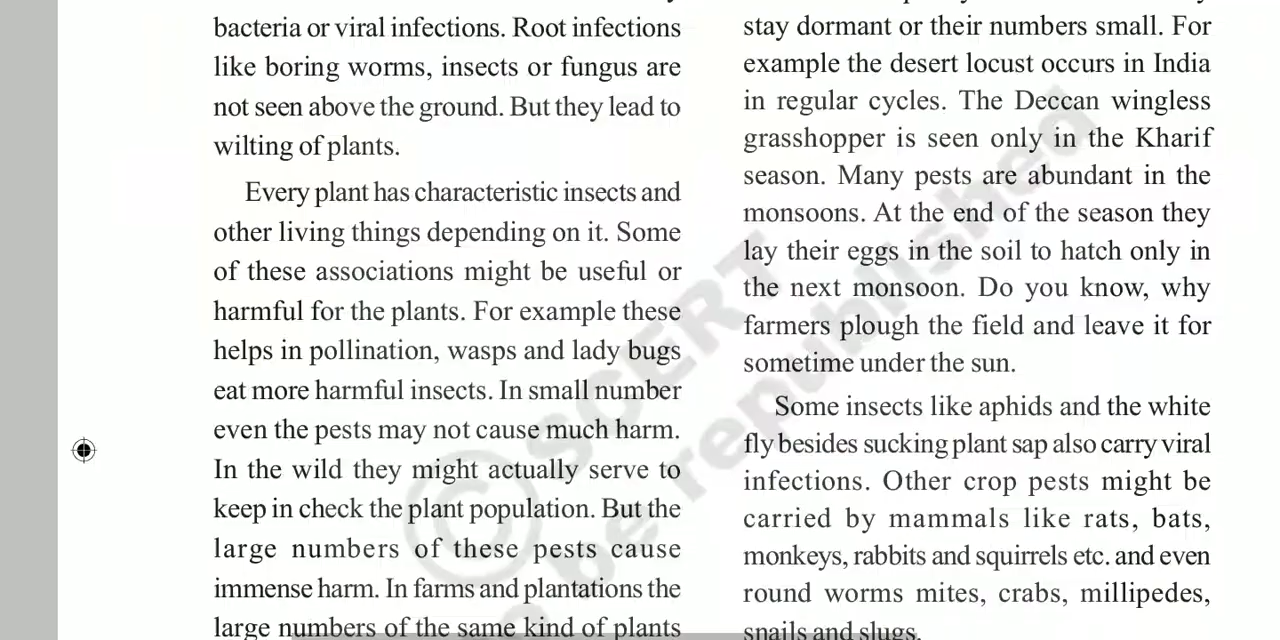 bacteria or viral infections. Root infections
like boring worms, insects or fungus are
not seen above the ground. But they lead to
wilting of plants.
Every plant has characteristic insects and
other living things depending on it. Some
of these associations might be useful or
harmful for the plants. For example these
helps in pollination, wasps and lady bugs
eat more harmful insects. In small number
even the pests may not cause much harm.
In the wild they might actually serve to
keep in check the plant population. But the
large numbers of these pests cause
immense harm. In farms and plantations the
large numbers of the same kind of plants
stay dormant or their numbers small. For
example the desert locust occurs in India
in regular cycles. The Deccan wingless
grasshopper is seen only in the Kharif
season. Many pests are abundant in the
monsoons. At the end of the season they
lay their eggs in the soil to hatch only in
the next monsoon. Do you know, why
farmers plough the field and leave it for
sometime under the sun.
Some insects like aphids and the white
fly besides sucking plant sap also carry viral
infections. Other crop pests might be
carried by mammals like rats, bats,
monkeys, rabbits and squirrels etc. and even
round worms mites, crabs, millipedes,
snails and slugs.
© SCERT
be republished